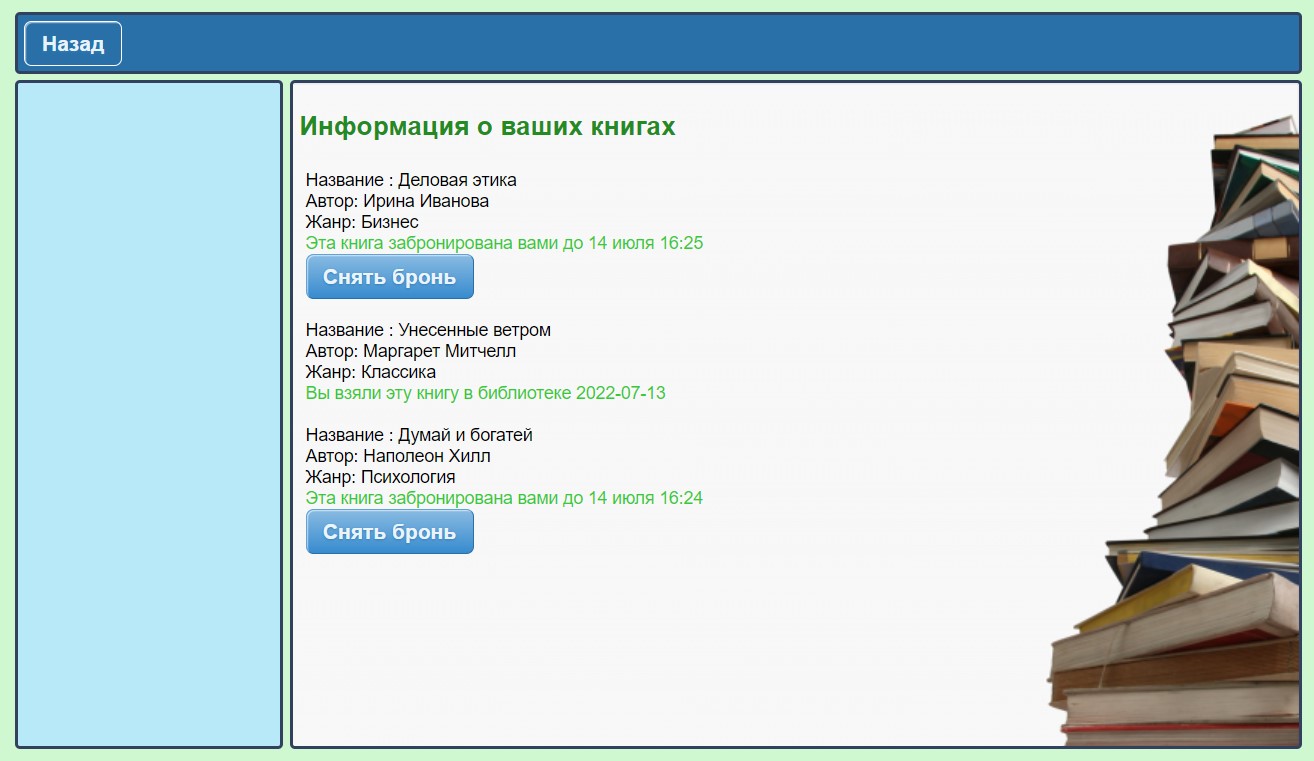 Назад
Информация о ваших книгах
Название : Деловая этика
Автор: Ирина Иванова
Жанр: Бизнес
Эта книга забронирована вами до 14 июля 16:25
Снять бронь
Название : Унесенные ветром
Автор: Маргарет Митчелл
Жанр: Классика
Вы взяли эту книгу в библиотеке 2022-07-13
Название : Думай и богатей
Автор: Наполеон Хилл
Жанр: Психология
Эта книга забронирована вами до 14 июля 16:24
Снять бронь